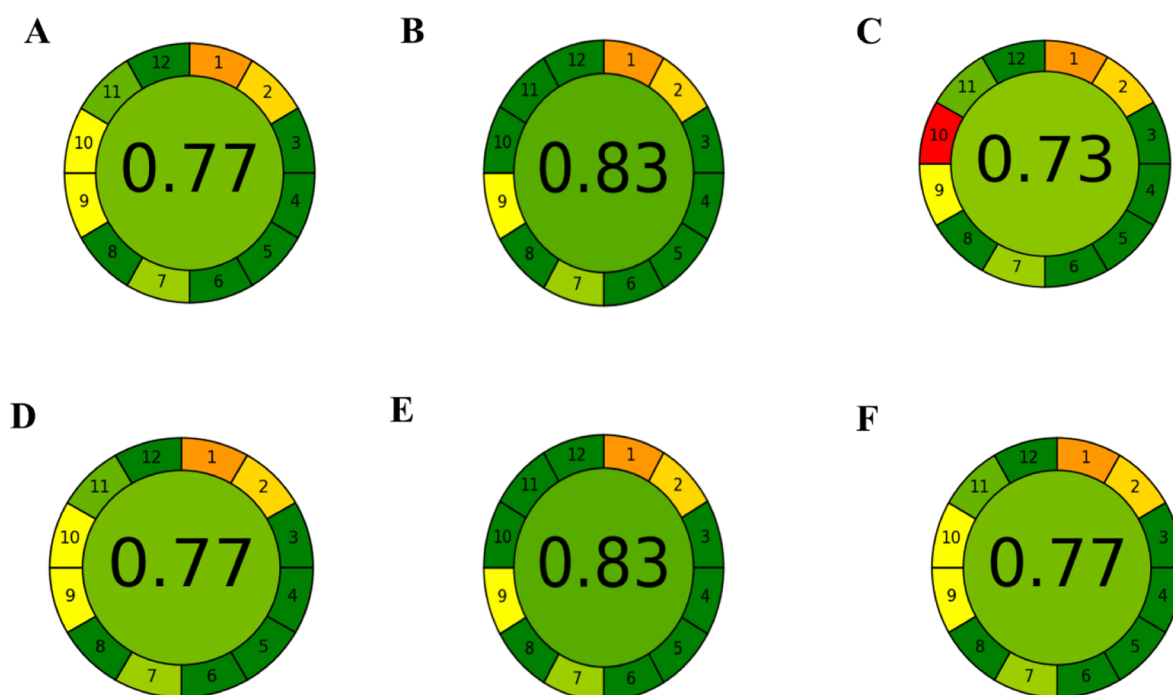 A B C
12 1 12 1 12 1
11 2 11 2 11 2
10 3 10 3 10 3
0.77 0.83 0.73
9 4 9 4 9 4
8 5 8 5 8 5
7 6 7 6 7 6
D E F
12 1 12 1 12 1
11 2 11 2 11 2
10 3 10 3 10 3
0.77 0.83 0.77
9 4 9 4 9 4
8 5 8 5 8 5
7 6 7 6 7 6